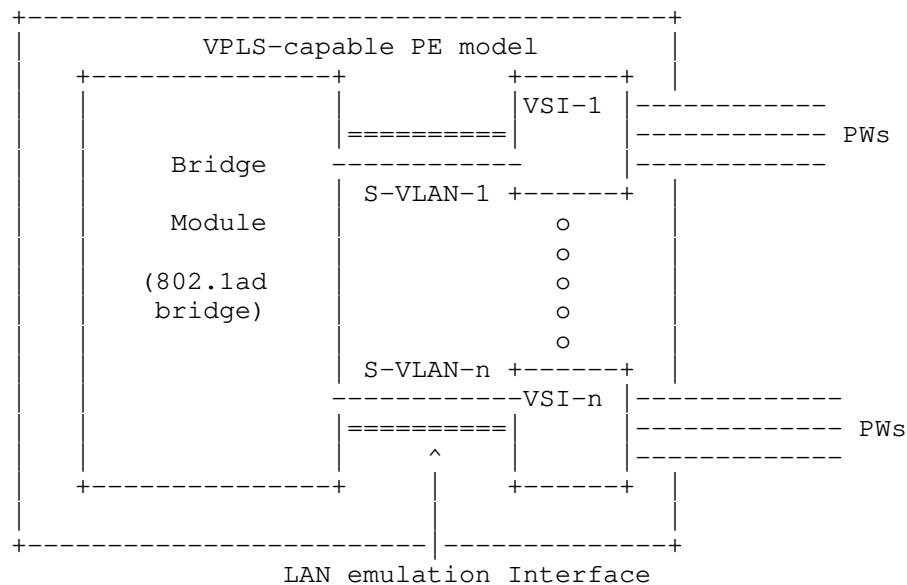 VPLS-capable PE model
VSI-1
PWs
Bridge
S-VLAN-1
Module
o
o
(802.1ad
o
bridge)
o
o
S-VLAN-n
VSI-n
PWs
LAN emulation Interface